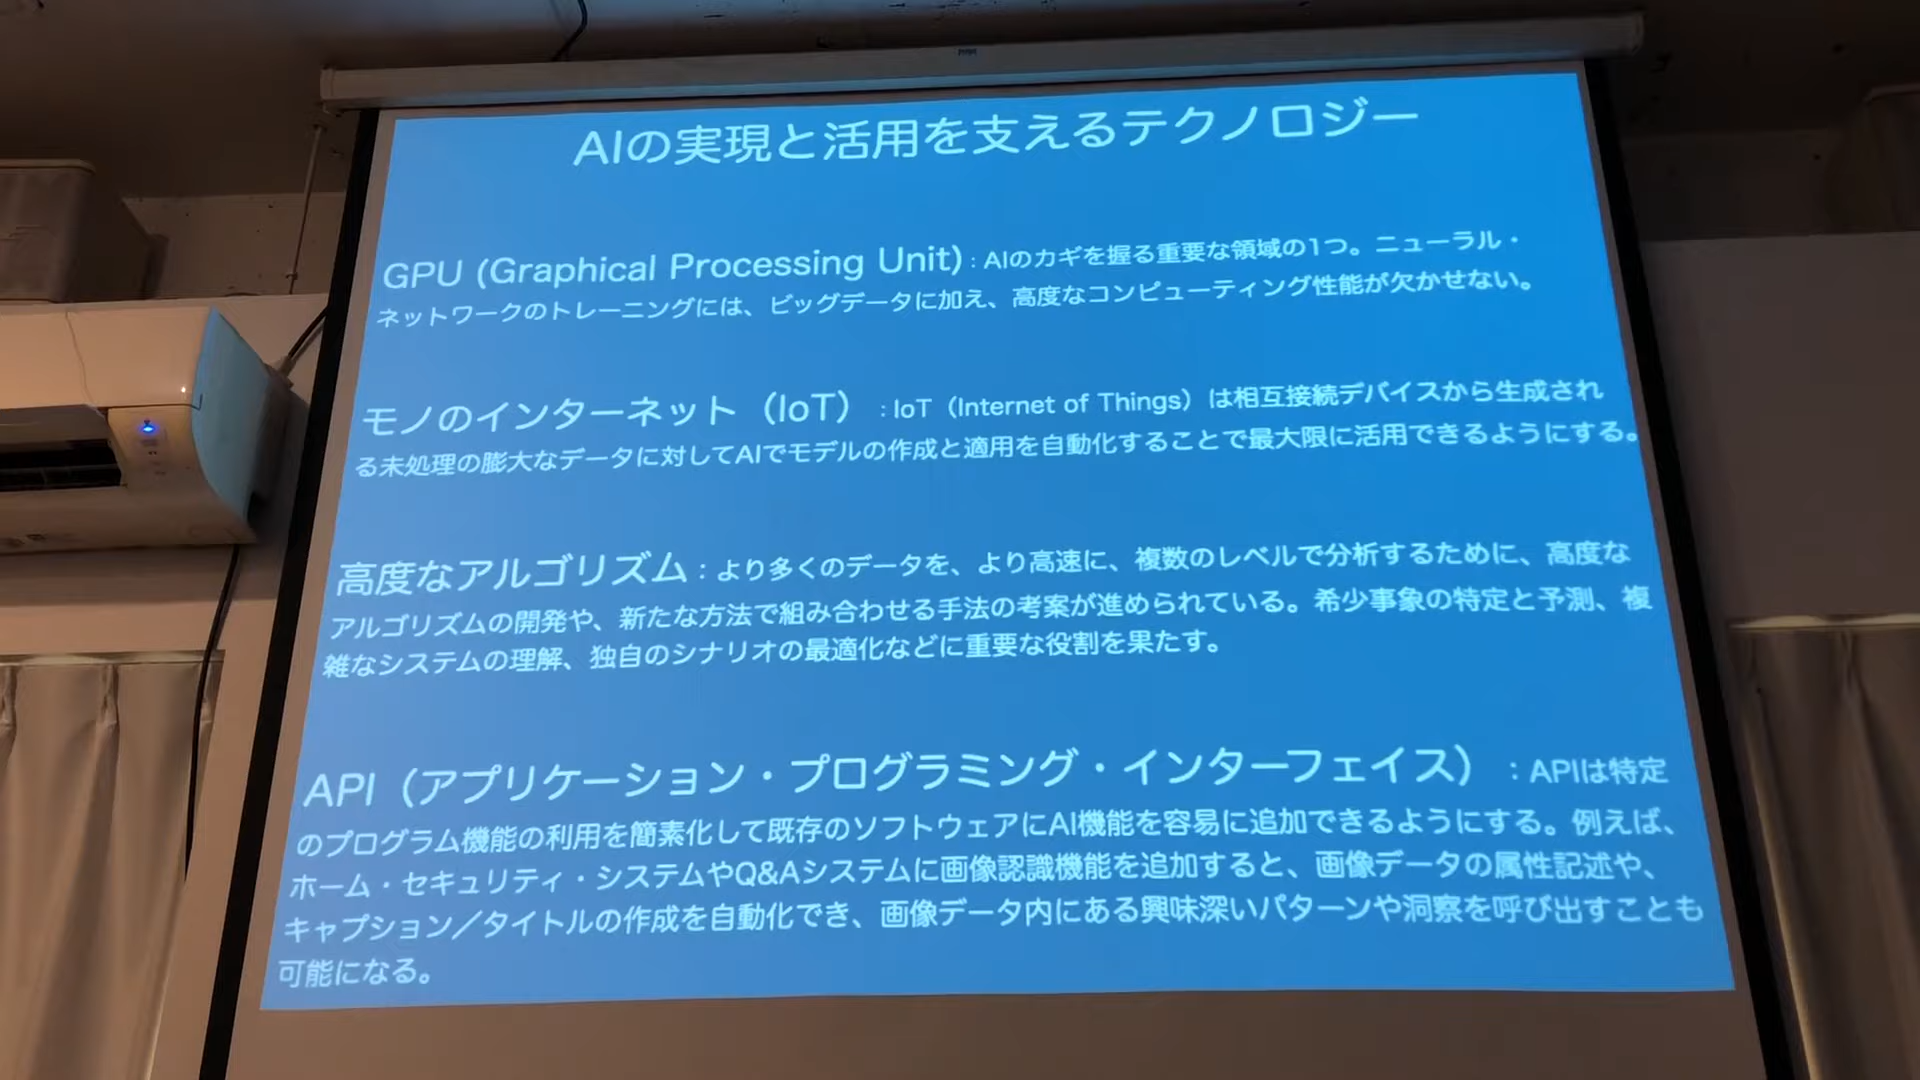 AIの実現と活用を支えるテクノロジー
GPU (Graphical Processing Unit) : AIのカギを握る重要な領域の1つ。ニューラル・
ネットワークのトレーニングには、ビッグデータに加え、高度なコンピューティング性能が欠かせない。
モノのインターネット（IoT） : IoT（Internet of Things）は相互接続デバイスから生成され
る未処理の膨大なデータに対してAIでモデルの作成と適用を自動化することで最大限に活用できるようにする。
高度なアルゴリズム : より多くのデータを、より高速に、複数のレベルで分析するために、高度な
アルゴリズムの開発や、新たな方法で組み合わせる手法の考案が進められている。希少事象の特定と予測、複
雑なシステムの理解、独自のシナリオの最適化などに重要な役割を果たす。
API（アプリケーション・プログラミング・インターフェイス） : APIは特定
のプログラム機能の利用を簡素化して既存のソフトウェアにAI機能を容易に追加できるようにする。例えば、
ホーム・セキュリティ・システムやQ&Aシステムに画像認識機能を追加すると、画像データの属性記述や、
キャプション／タイトルの作成を自動化でき、画像データ内にある興味深いパターンや洞察を呼び出すことも
可能になる。